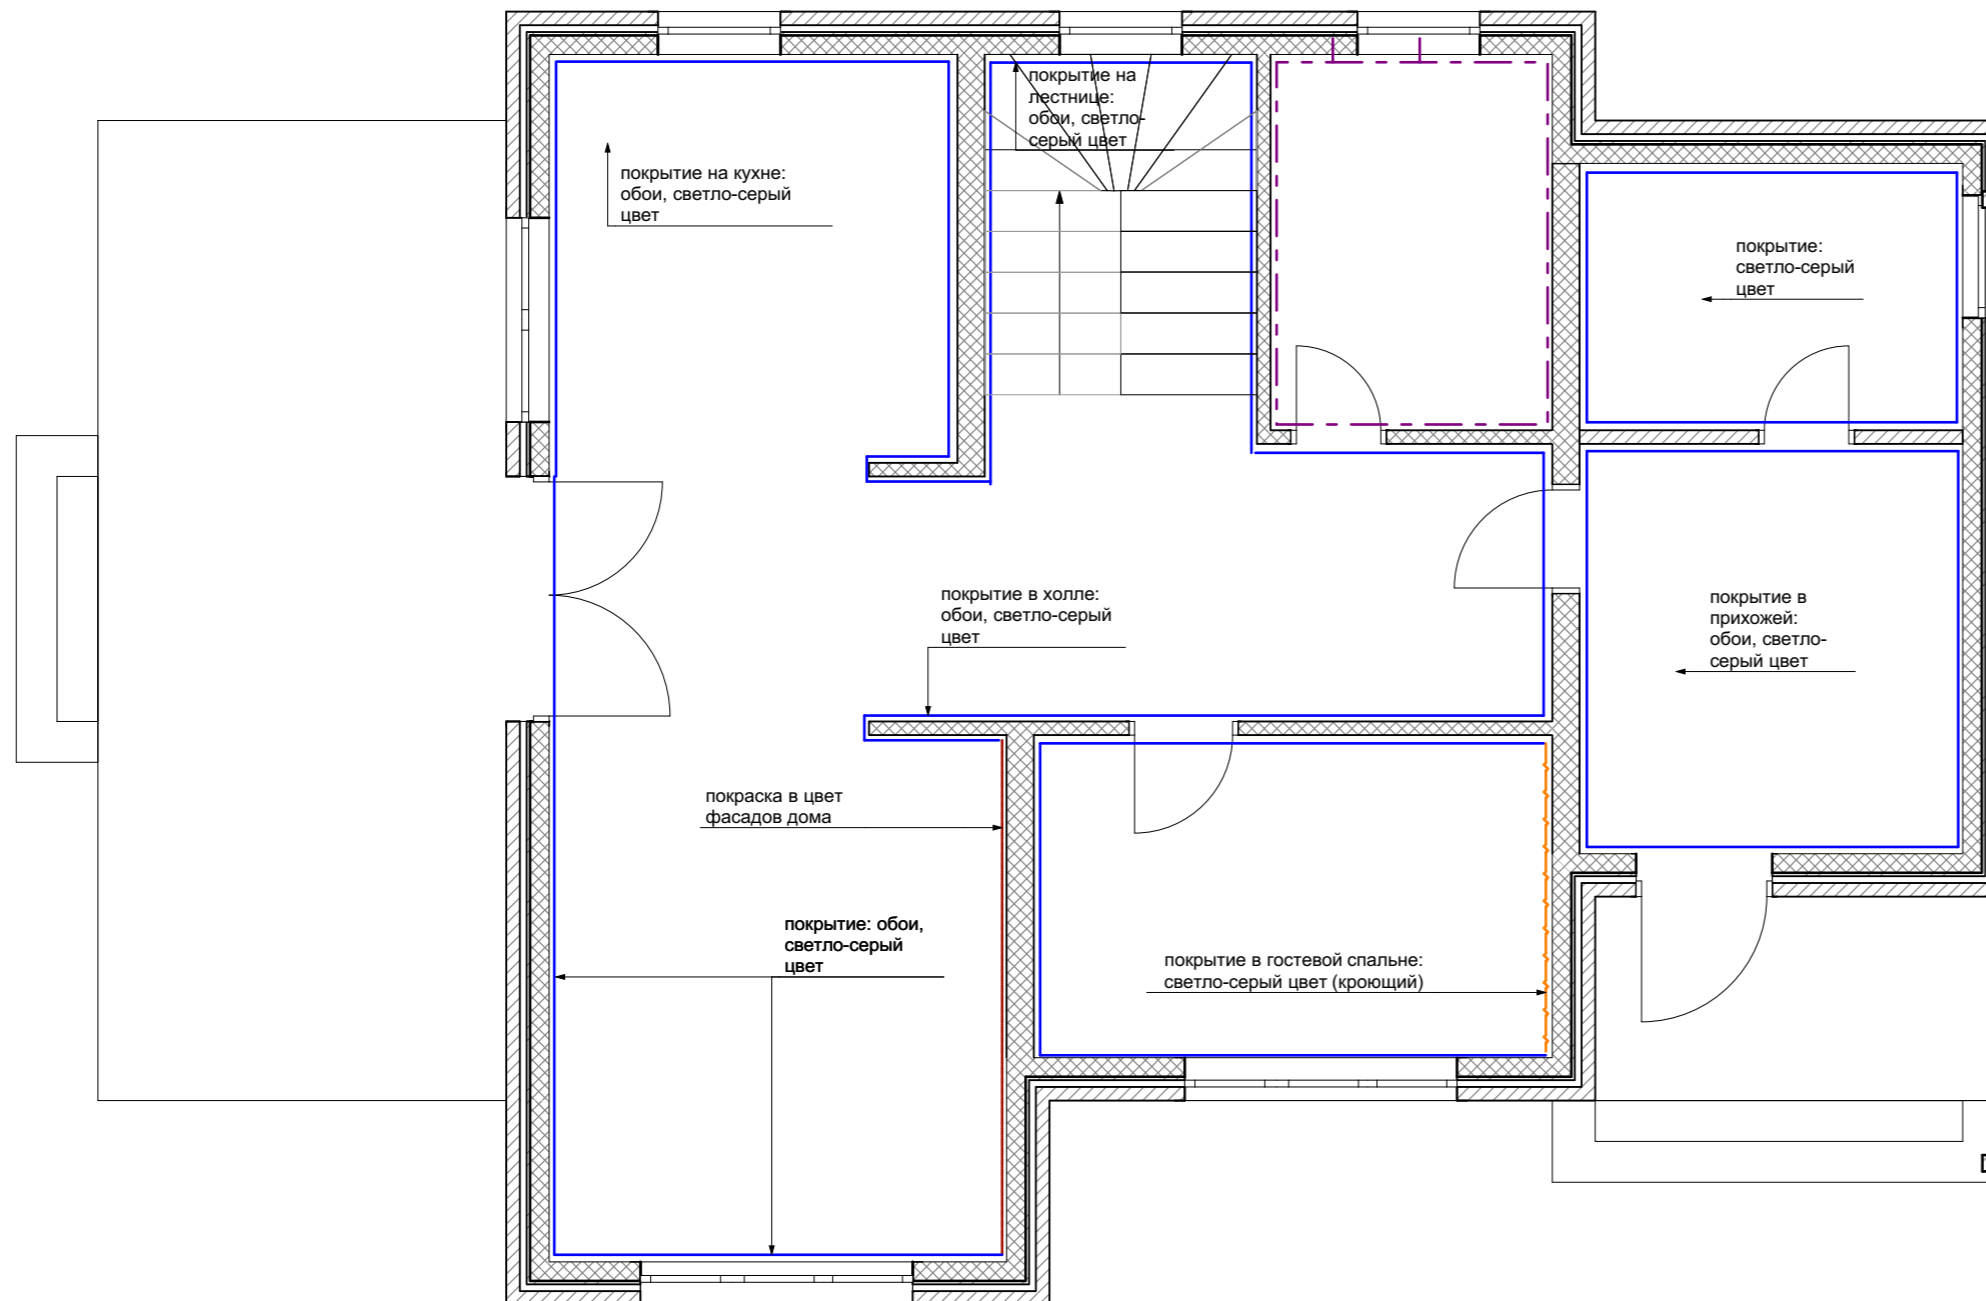 покрытие на
лестнице:
обои, светло-
серый цвет
покрытие на кухне:
обои, светло-серый
цвет
покрытие:
светло-серый
цвет
покрытие в холле:
обои, светло-серый
цвет
покрытие в
прихожей:
обои, светло-
серый цвет
покраска в цвет
фасадов дома
покрытие: обои,
светло-серый
цвет
покрытие в гостевой спальне:
светло-серый цвет (кроющий)